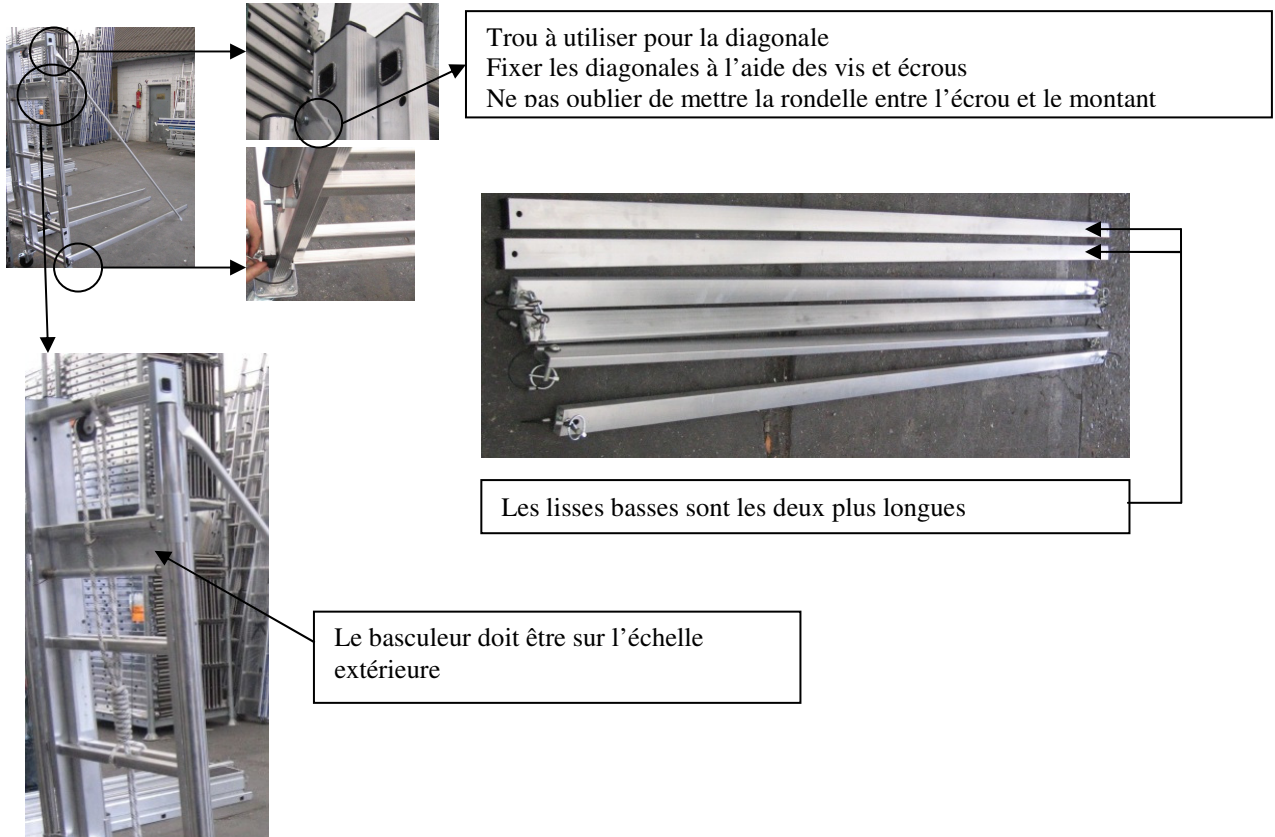 Trou à utiliser pour la diagonale
Fixer les diagonales à l'aide des vis et écrous
Ne pas oublier de mettre la rondelle entre l'écrou et le montant
Les lisses basses sont les deux plus longues
Le basculeur doit être sur l'échelle
extérieure